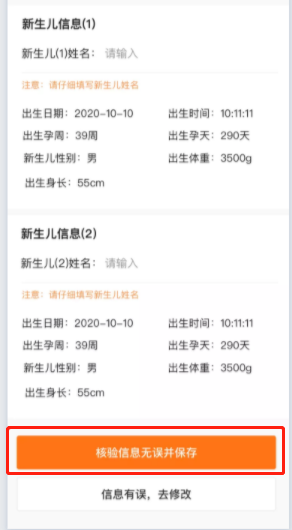 新生儿信息(1)
新生儿(1)姓名: 请输入
注意: 请仔细填写新生儿姓名
出生日期: 2020-10-10 出生时间: 10:11:11
出生孕周: 39周 出生孕天: 290天
新生儿性别: 男 出生体重: 3500g
出生身长: 55cm
新生儿信息(2)
新生儿(2)姓名: 请输入
注意: 请仔细填写新生儿姓名
出生日期: 2020-10-10 出生时间: 10:11:11
出生孕周: 39周 出生孕天: 290天
新生儿性别: 男 出生体重: 3500g
出生身长: 55cm
核验信息无误并保存
信息有误，去修改